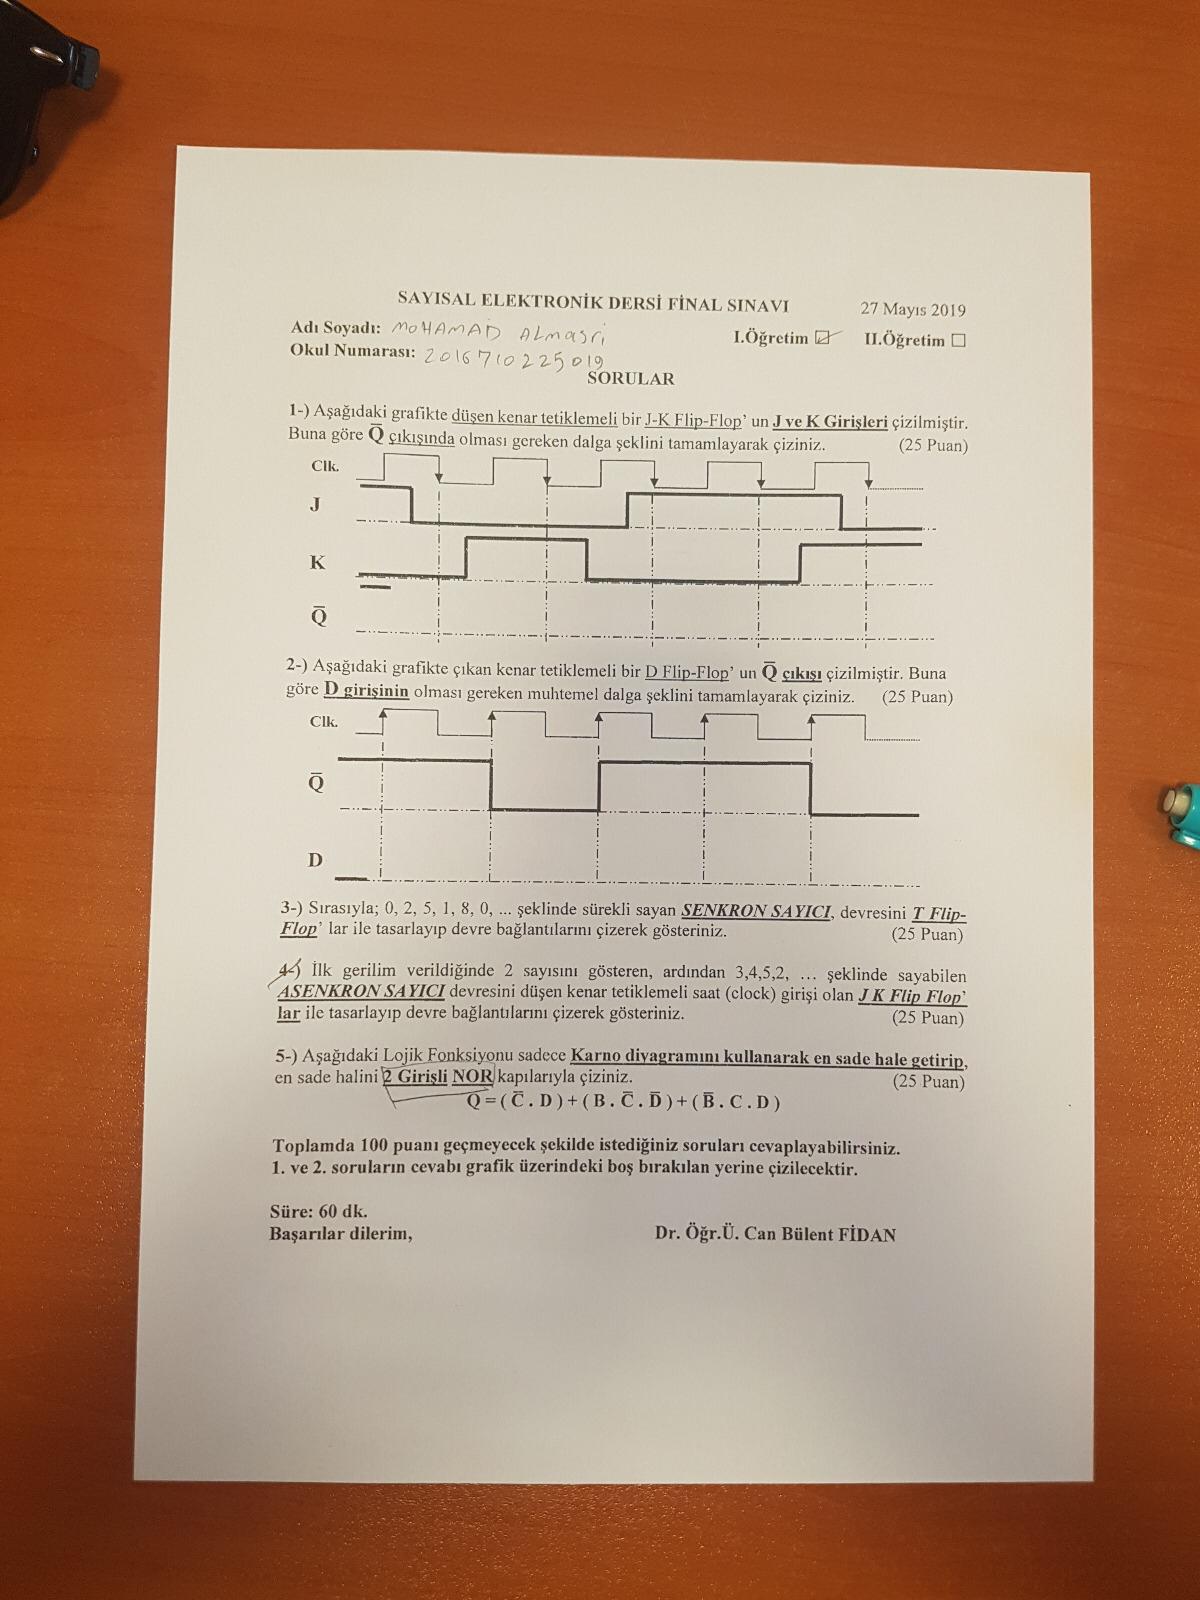 SAYISAL ELEKTRONİK DERSİ FİNAL SINAVI 27 Mayıs 2019
Adı Soyadı: MOHAMAD ALmasri I.Öğretim ☑ II.Öğretim ☐
Okul Numarası: 2016710225019
SORULAR
1-) Aşağıdaki grafikte düşen kenar tetiklemeli bir J-K Flip-Flop’ un J ve K Girişleri çizilmiştir.
Buna göre Q̅ çıkışında olması gereken dalga şeklini tamamlayarak çiziniz. (25 Puan)
Clk.
J
K
Q̅
2-) Aşağıdaki grafikte çıkan kenar tetiklemeli bir D Flip-Flop’ un Q̅ çıkışı çizilmiştir. Buna
göre D girişinin olması gereken muhtemel dalga şeklini tamamlayarak çiziniz. (25 Puan)
Clk.
Q̅
D
3-) Sırasıyla; 0, 2, 5, 1, 8, 0, ... şeklinde sürekli sayan SENKRON SAYICI, devresini T Flip-
Flop’ lar ile tasarlayıp devre bağlantılarını çizerek gösteriniz. (25 Puan)
4-) İlk gerilim verildiğinde 2 sayısını gösteren, ardından 3,4,5,2, ... şeklinde sayabilen
ASENKRON SAYICI devresini düşen kenar tetiklemeli saat (clock) girişi olan J K Flip Flop’
lar ile tasarlayıp devre bağlantılarını çizerek gösteriniz. (25 Puan)
5-) Aşağıdaki Lojik Fonksiyonu sadece Karno diyagramını kullanarak en sade hale getirip,
en sade halini 2 Girişli NOR kapılarıyla çiziniz. (25 Puan)
Q = ( C̅ . D ) + ( B . C̅ . D̅ ) + ( B̅ . C . D )
Toplamda 100 puanı geçmeyecek şekilde istediğiniz soruları cevaplayabilirsiniz.
1. ve 2. soruların cevabı grafik üzerindeki boş bırakılan yerine çizilecektir.
Süre: 60 dk.
Başarılar dilerim, Dr. Öğr.Ü. Can Bülent FİDAN